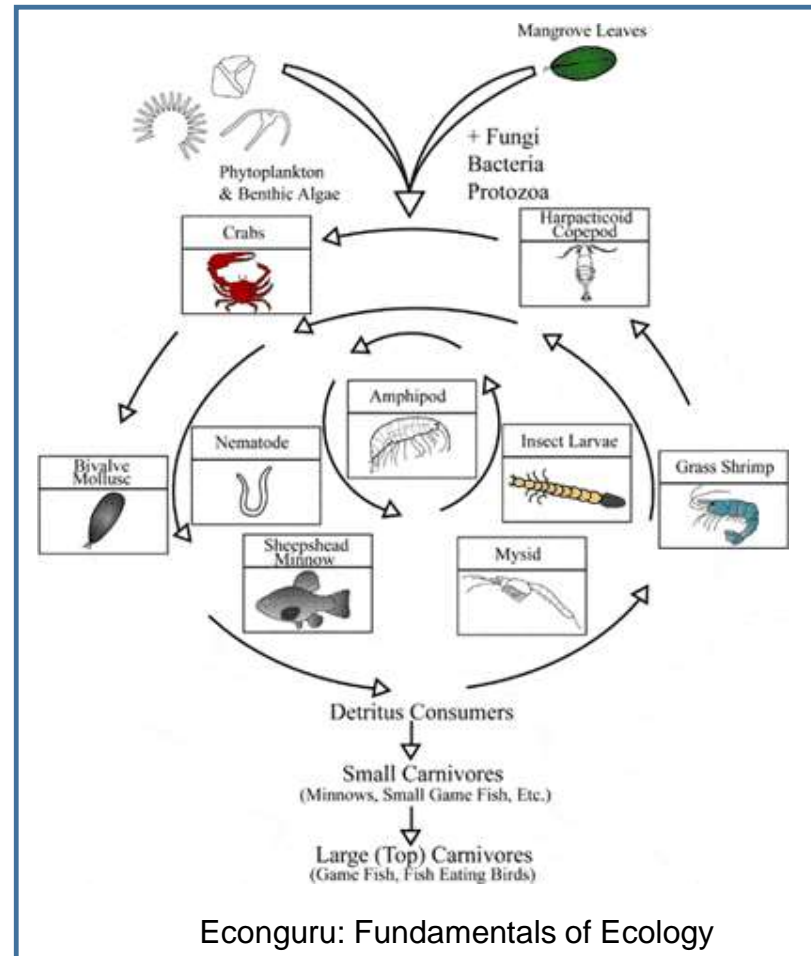 Mangrove Leaves
+ Fungi
Bacteria
Protozoa
Phytoplankton
& Benthic Algae
Crabs
Harpacticoid
Copepod
Amphipod
Nematode
Insect Larvae
Bivalve
Mollusc
Grass Shrimp
Sheepshead
Minnow
Mysid
Detritus Consumers
Small Carnivores
(Minnows, Small Game Fish, Etc.)
Large (Top) Carnivores
(Game Fish, Fish Eating Birds)
Econguru: Fundamentals of Ecology